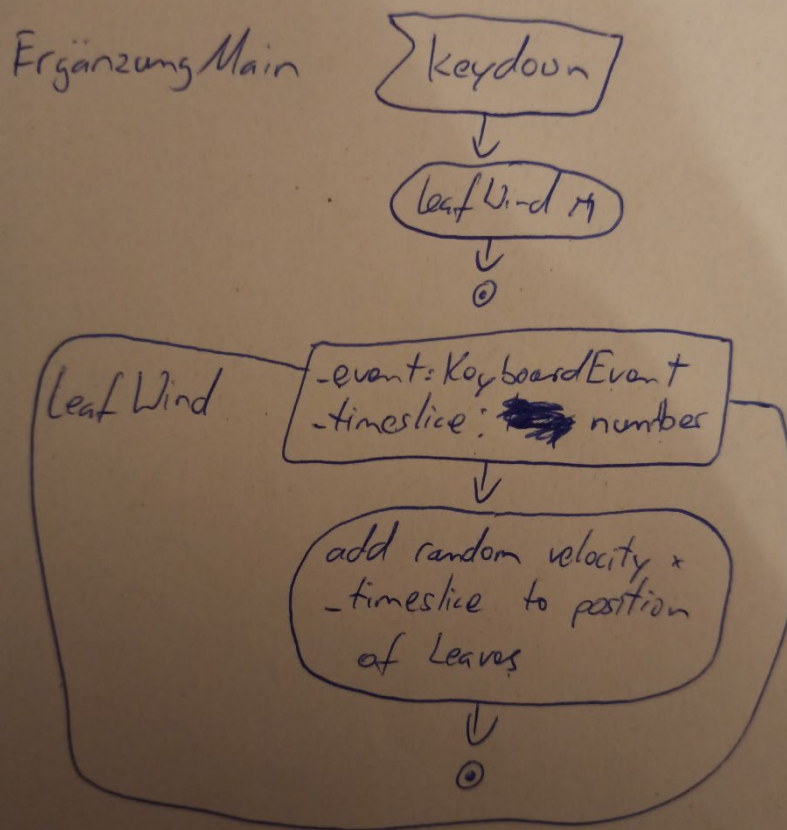 Ergänzung Main
keydown
leafWind
leafWind
_event: KeyboardEvent
_timeslice: number
add random velocity *
_timeslice to position
of Leaves